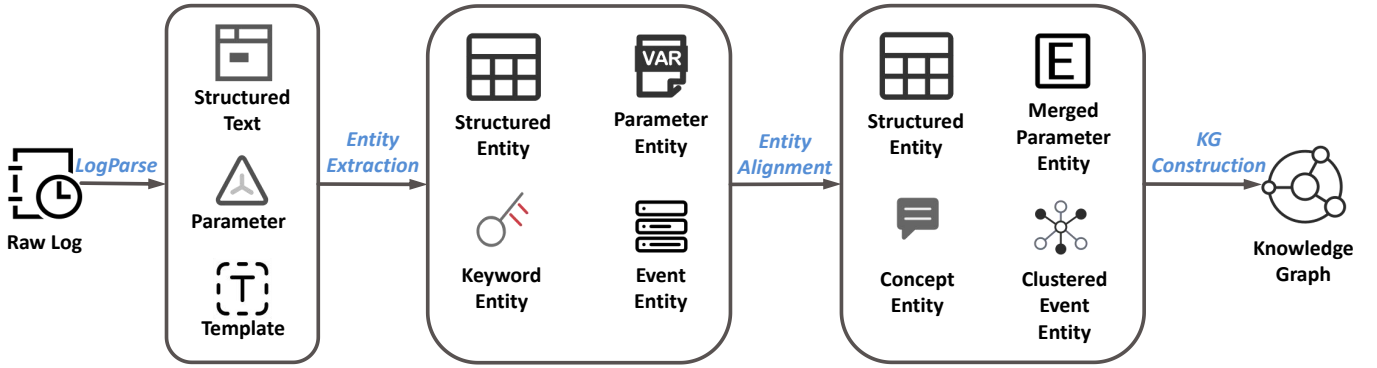 Raw Log
LogParse
Structured
Text
Parameter
T
Template
Entity
Extraction
Structured
Entity
VAR
Parameter
Entity
Keyword
Entity
Event
Entity
Entity
Alignment
Structured
Entity
E
Merged
Parameter
Entity
Concept
Entity
Clustered
Event
Entity
KG
Construction
Knowledge
Graph